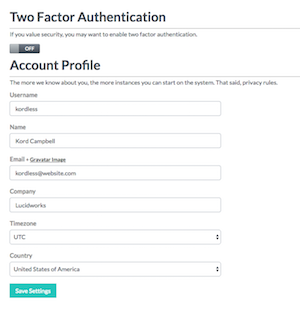 Two Factor Authentication
If you value security, you may want to enable two factor authentication.
OFF
Account Profile
The more we know about you, the more instances you can start on the system. That said, privacy rules.
Username
kordless
Name
Kord Campbell
Email • Gravatar Image
kordless@website.com
Company
Lucidworks
Timezone
UTC
Country
United States of America
Save Settings